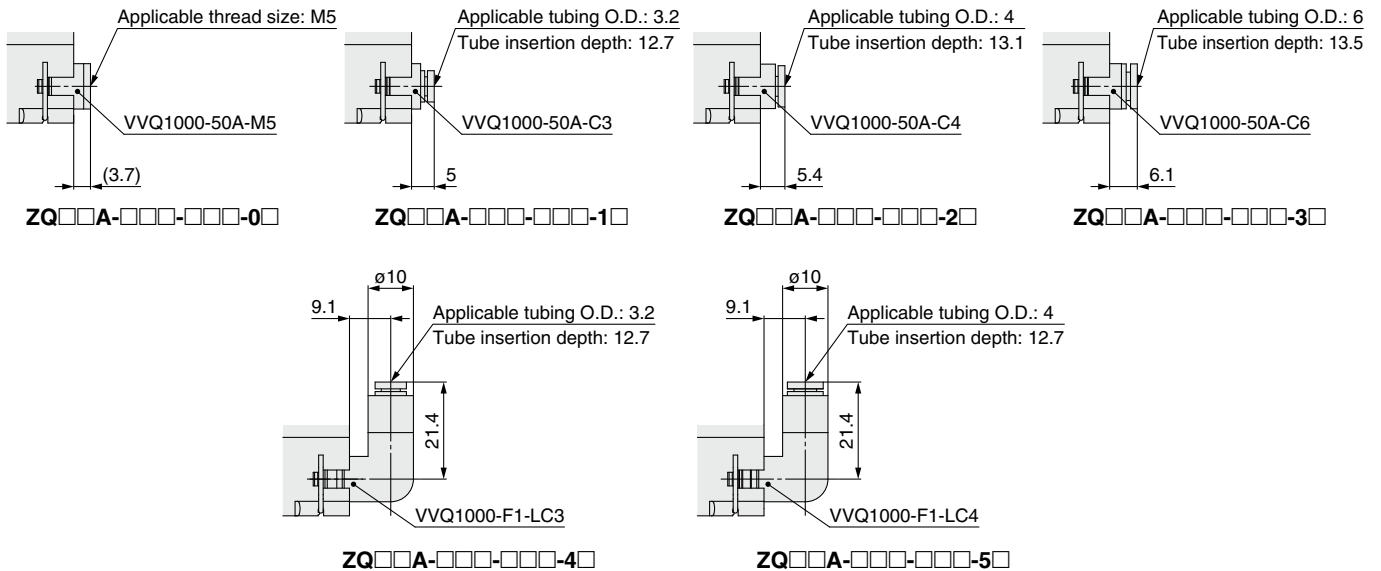 Applicable thread size: M5
VVQ1000-50A-M5
(3.7)
ZQ□□A-□□□-□□□-0□
Applicable tubing O.D.: 3.2
Tube insertion depth: 12.7
VVQ1000-50A-C3
5
ZQ□□A-□□□-□□□-1□
Applicable tubing O.D.: 4
Tube insertion depth: 13.1
VVQ1000-50A-C4
5.4
ZQ□□A-□□□-□□□-2□
Applicable tubing O.D.: 6
Tube insertion depth: 13.5
VVQ1000-50A-C6
6.1
ZQ□□A-□□□-□□□-3□
ø10
9.1
Applicable tubing O.D.: 3.2
Tube insertion depth: 12.7
21.4
VVQ1000-F1-LC3
ZQ□□A-□□□-□□□-4□
ø10
9.1
Applicable tubing O.D.: 4
Tube insertion depth: 12.7
21.4
VVQ1000-F1-LC4
ZQ□□A-□□□-□□□-5□